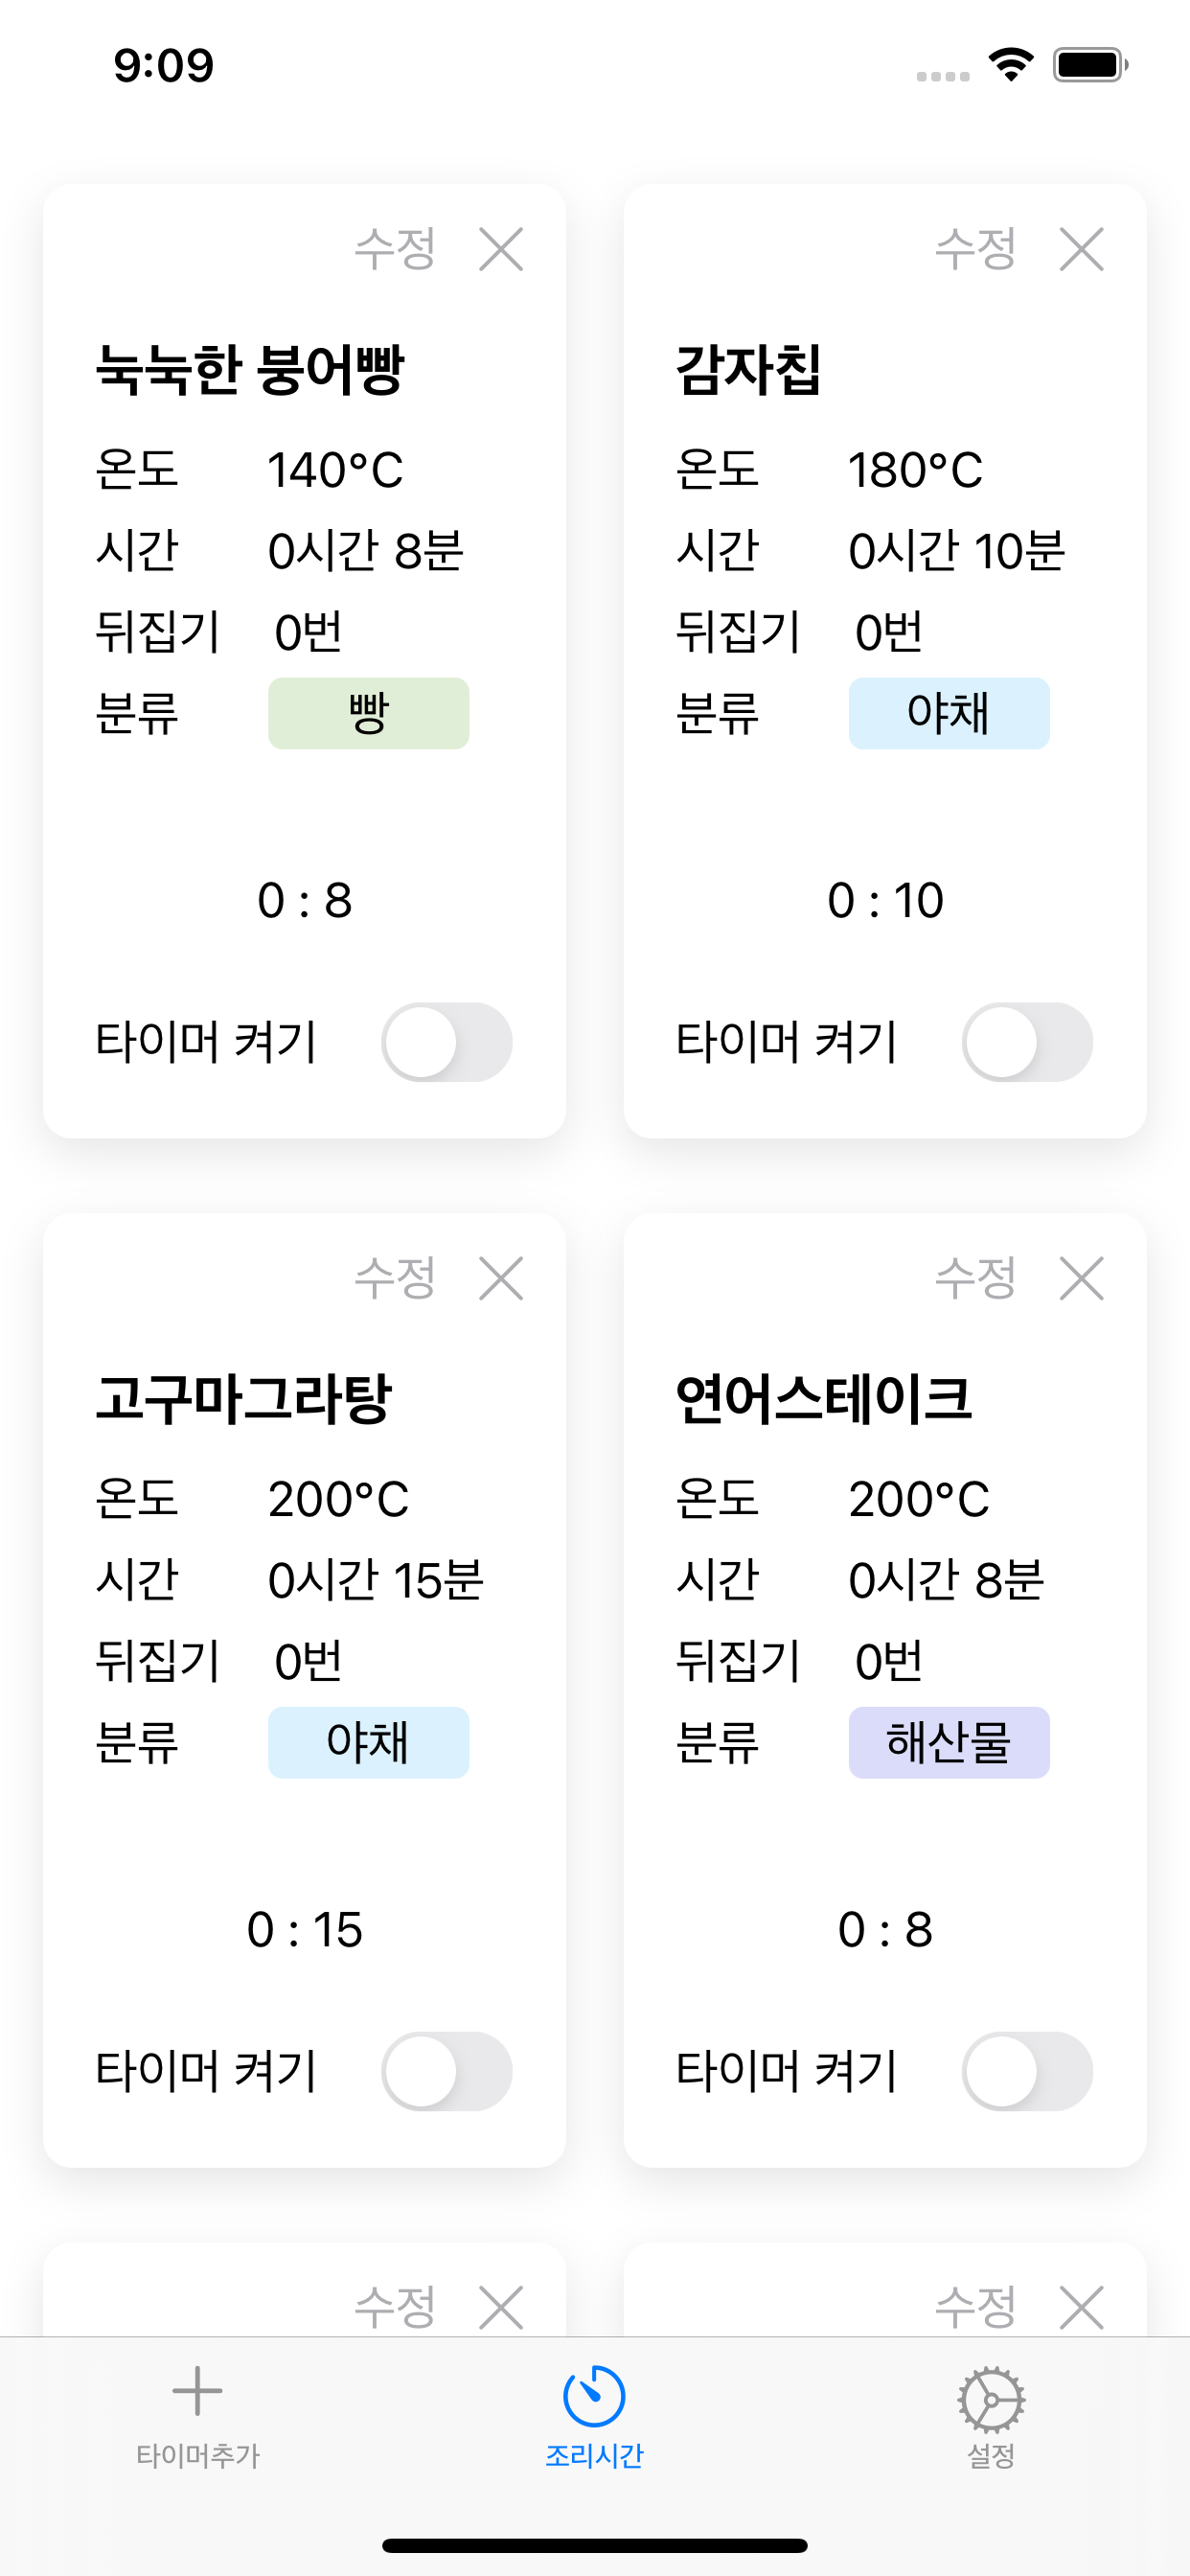 9:09
수정
눅눅한 붕어빵
온도 140°C
시간 0시간 8분
뒤집기 0번
분류 빵
0 : 8
타이머 켜기
수정
감자칩
온도 180°C
시간 0시간 10분
뒤집기 0번
분류 야채
0 : 10
타이머 켜기
수정
고구마그라탕
온도 200°C
시간 0시간 15분
뒤집기 0번
분류 야채
0 : 15
타이머 켜기
수정
연어스테이크
온도 200°C
시간 0시간 8분
뒤집기 0번
분류 해산물
0 : 8
타이머 켜기
수정
수정
타이머추가
조리시간
설정